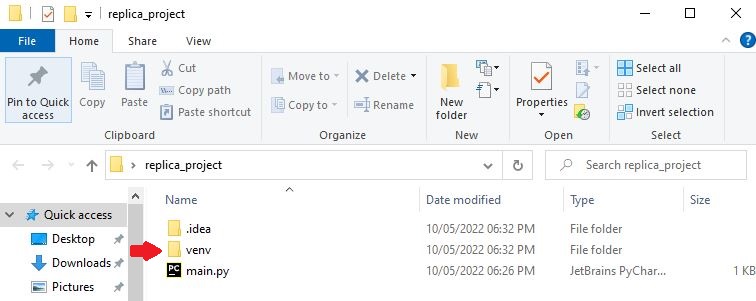 replica_project
File Home Share View
Pin to Quick access
Copy
Paste
Cut
Copy path
Paste shortcut
Clipboard
Move to
Copy to
Delete
Rename
Organize
New folder
New
Properties
Open
Select all
Select none
Invert selection
Select
replica_project
Search replica_project
Name Date modified Type Size
Quick access
Desktop
Downloads
Pictures
.idea 10/05/2022 06:32 PM File folder
venv 10/05/2022 06:32 PM File folder
PC main.py 10/05/2022 06:26 PM JetBrains PyChar... 1 KB